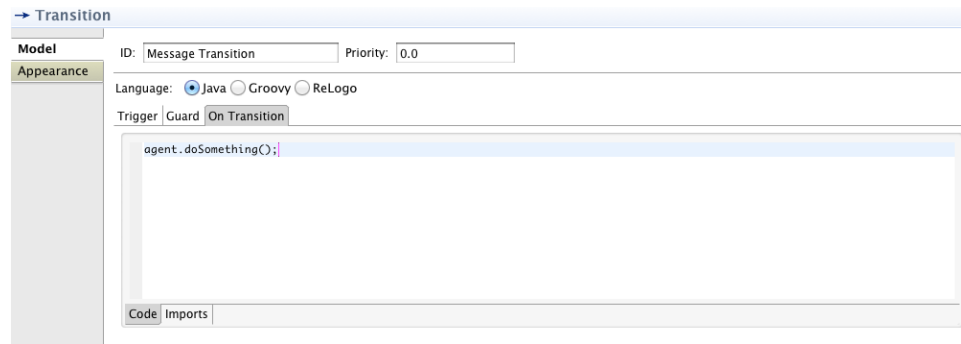 Transition
Model
Appearance
ID: Message Transition Priority: 0.0
Language: Java Groovy ReLogo
Trigger Guard On Transition
agent.doSomething();
Code Imports